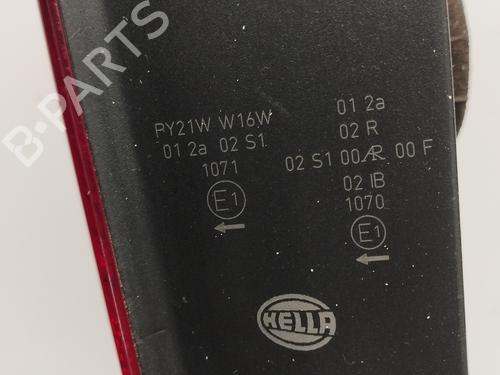 B-PARTS
PY21W W16W
01 2a 02 S1
1071
E1
01 2a
02 R
02 S1 00 AR 00 F
02 IB
1070
E1
HELLA